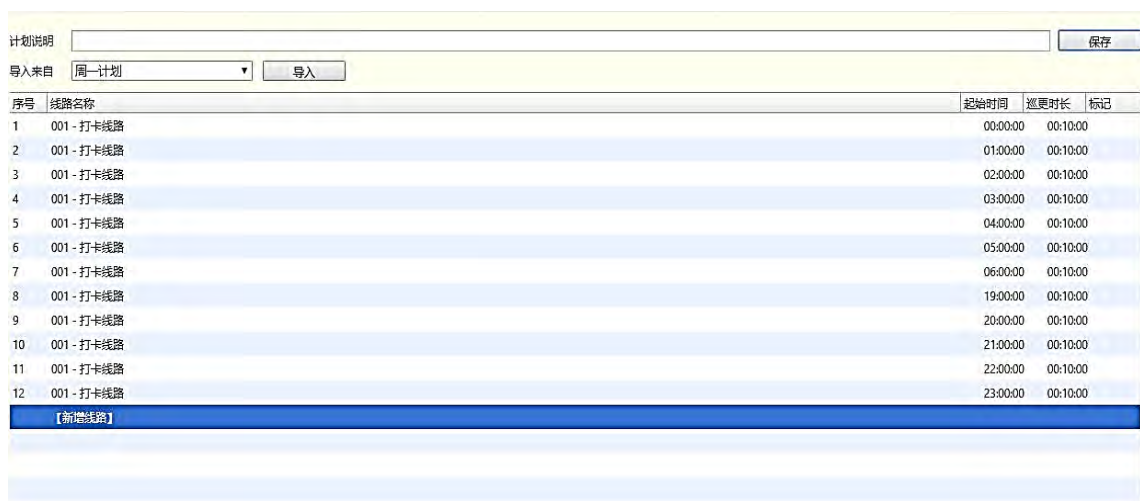 计划说明 保存
导入来自 周一计划 导入
序号 线路名称 起始时间 巡更时长 标记
1 001 - 打卡线路 00:00:00 00:10:00
2 001 - 打卡线路 01:00:00 00:10:00
3 001 - 打卡线路 02:00:00 00:10:00
4 001 - 打卡线路 03:00:00 00:10:00
5 001 - 打卡线路 04:00:00 00:10:00
6 001 - 打卡线路 05:00:00 00:10:00
7 001 - 打卡线路 06:00:00 00:10:00
8 001 - 打卡线路 19:00:00 00:10:00
9 001 - 打卡线路 20:00:00 00:10:00
10 001 - 打卡线路 21:00:00 00:10:00
11 001 - 打卡线路 22:00:00 00:10:00
12 001 - 打卡线路 23:00:00 00:10:00
【新增线路】